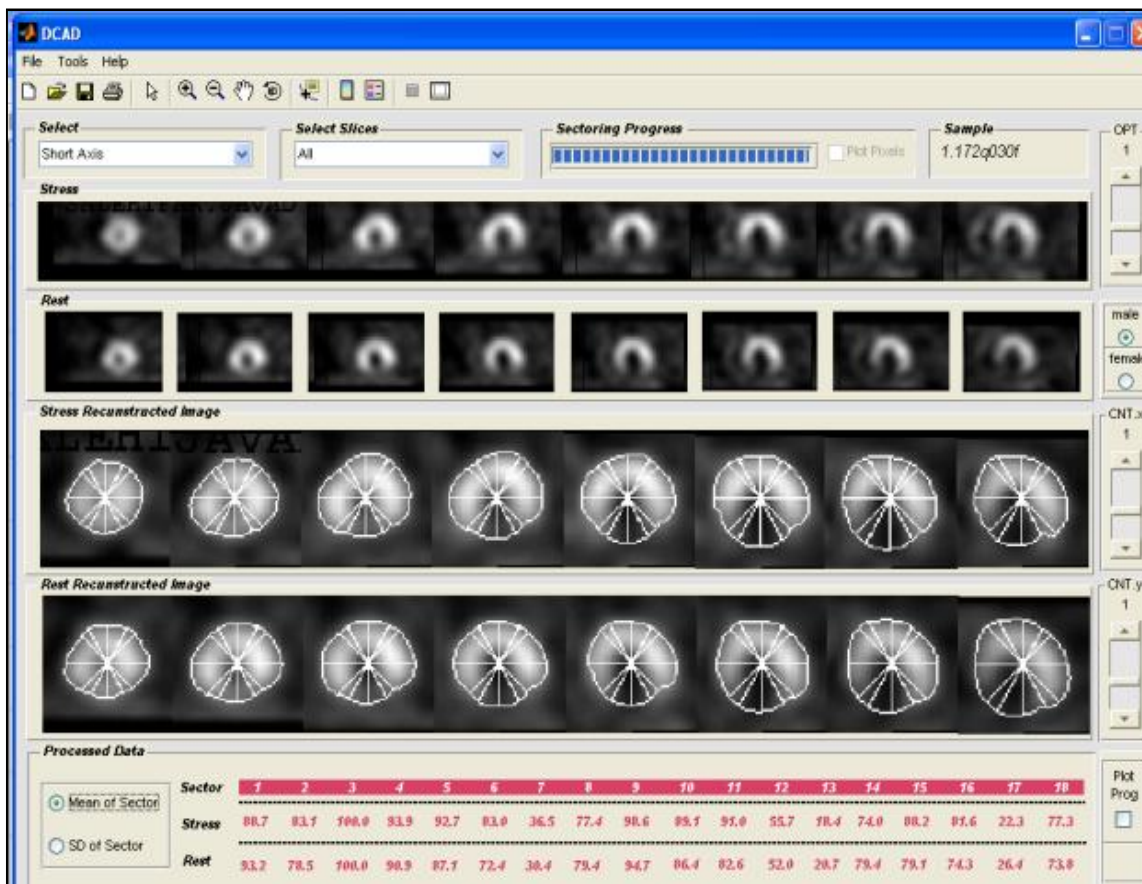 DCAD
File Tools Help
Select Select Slices Sectoring Progress Sample OPT
Short Axis All Plot Pixels 1.172q030f 1
Stress
SALEHIFAR.JAVAD
Rest
male
female
Stress Recunstructed Image CNT.x
1
ALEHIJAVA
Rest Recunstructed Image CNT.y
1
Processed Data
Sector 1 2 3 4 5 6 7 8 9 10 11 12 13 14 15 16 17 18
Mean of Sector
Stress 88.7 83.1 100.0 93.9 92.7 83.0 36.5 77.4 98.6 89.1 91.0 55.7 18.4 74.0 88.2 81.6 22.3 77.3
SD of Sector
Rest 93.2 78.5 100.0 90.9 87.1 72.4 38.4 79.4 94.7 86.4 82.6 52.0 20.7 79.4 79.1 74.3 26.4 73.8
Plot
Prog